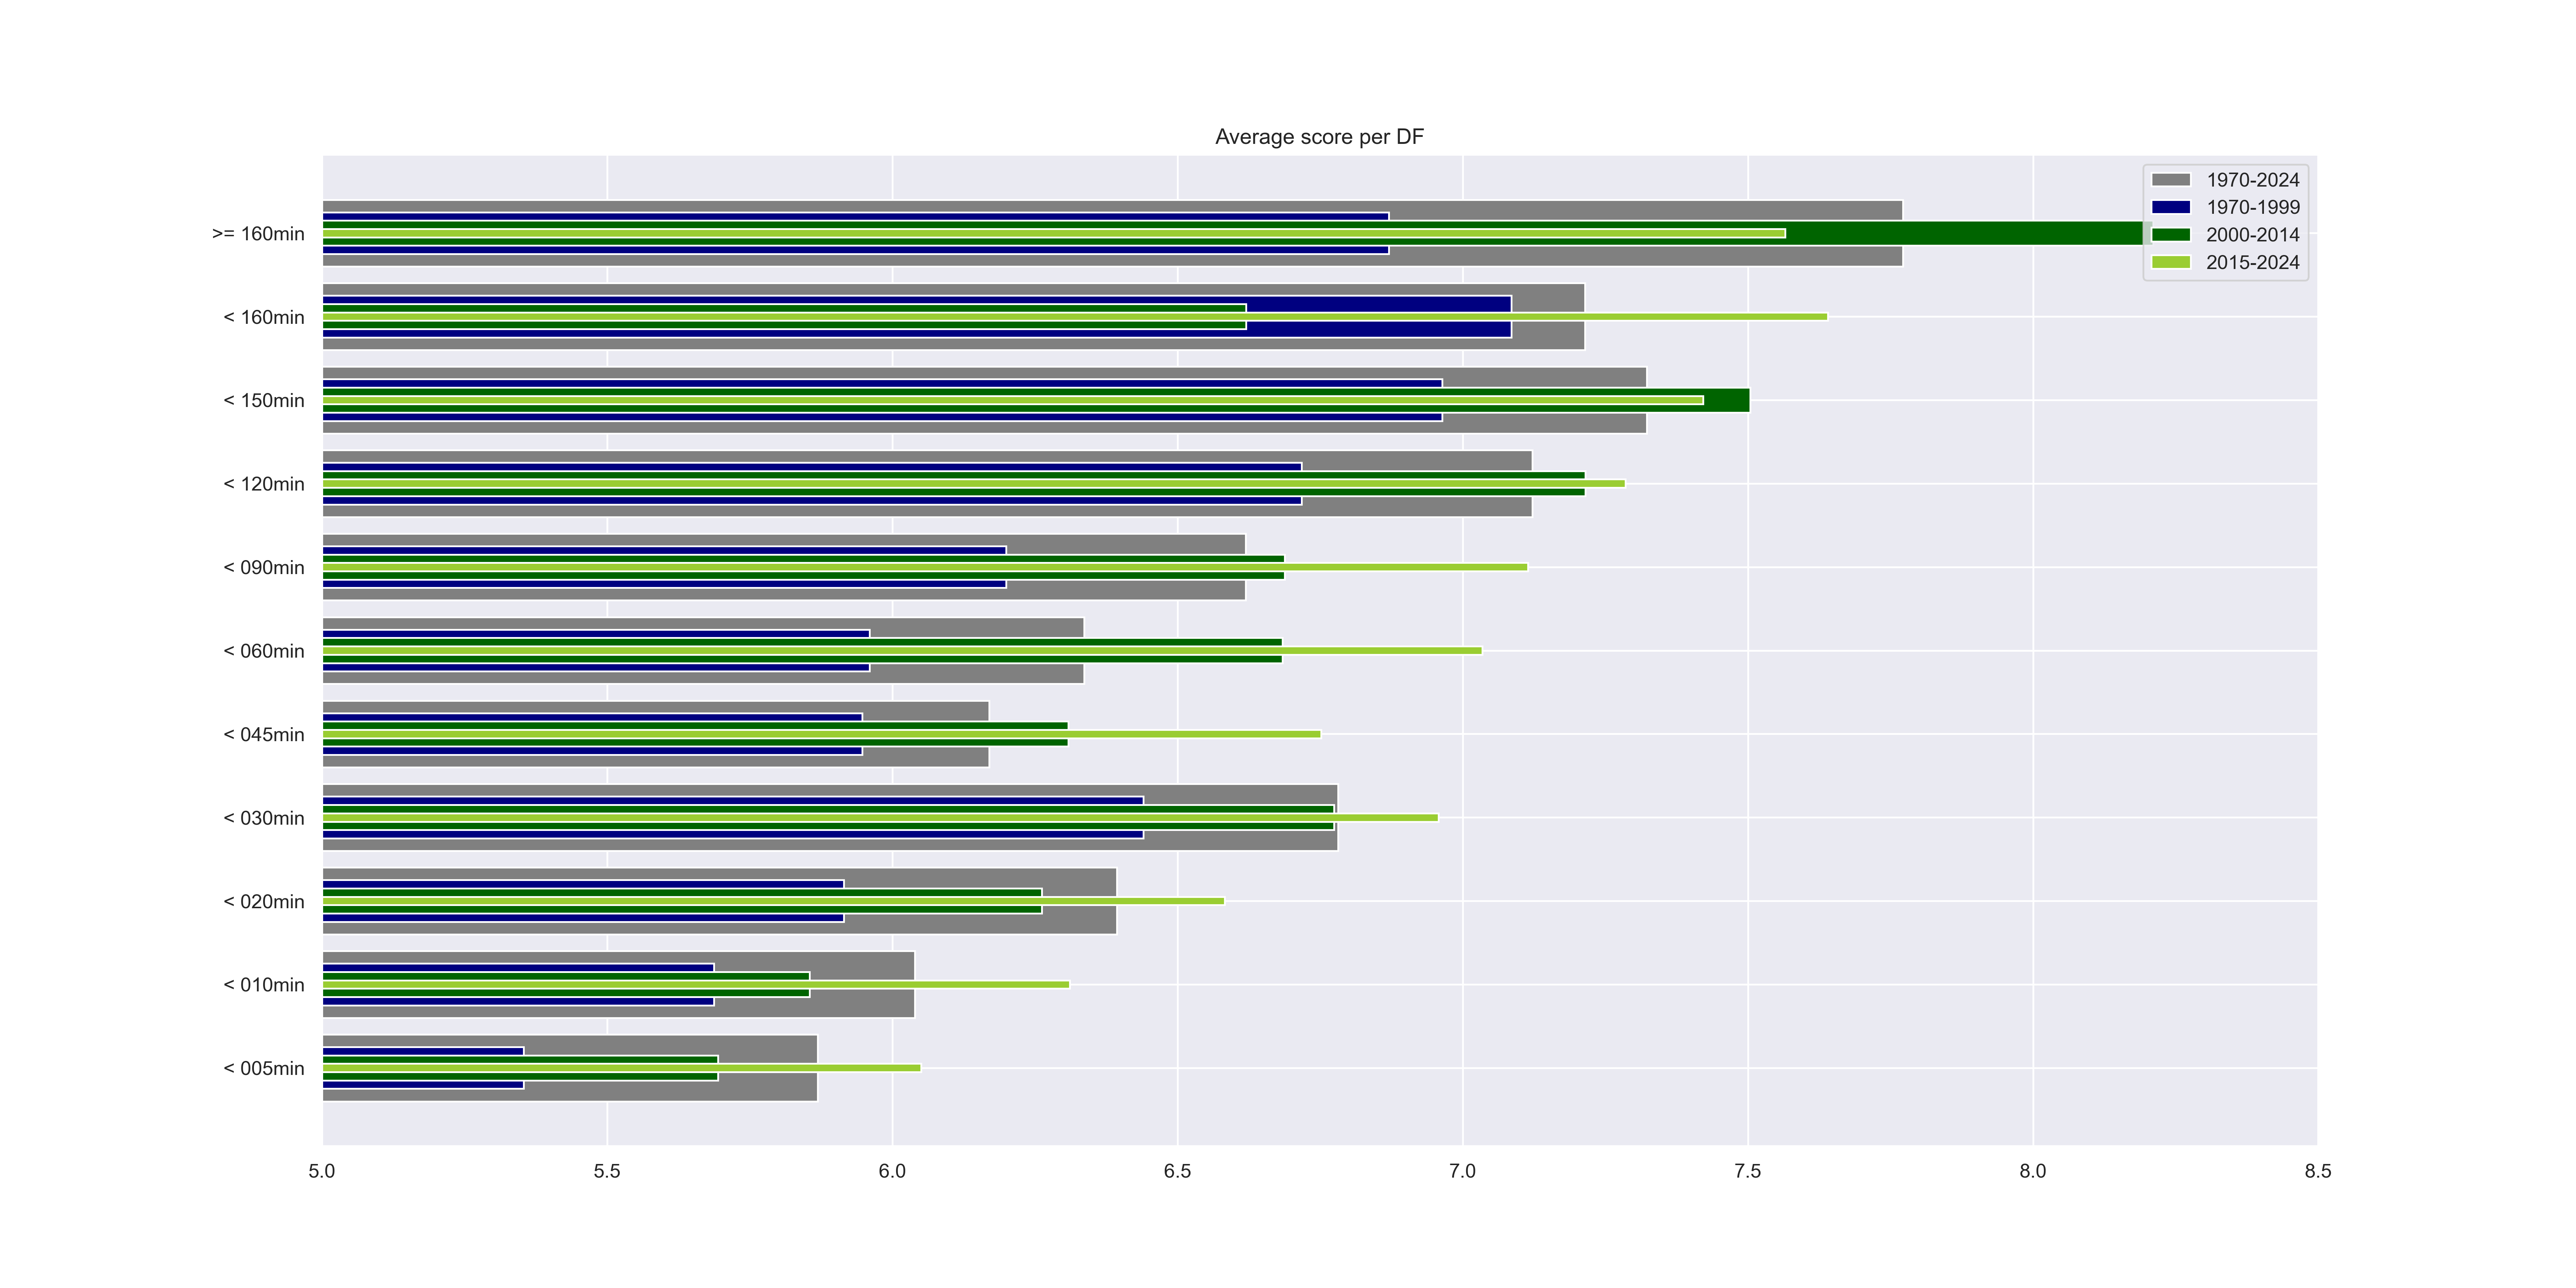 Average score per DF
1970-2024
1970-1999
2000-2014
2015-2024
>= 160min
< 160min
< 150min
< 120min
< 090min
< 060min
< 045min
< 030min
< 020min
< 010min
< 005min
5.0 5.5 6.0 6.5 7.0 7.5 8.0 8.5